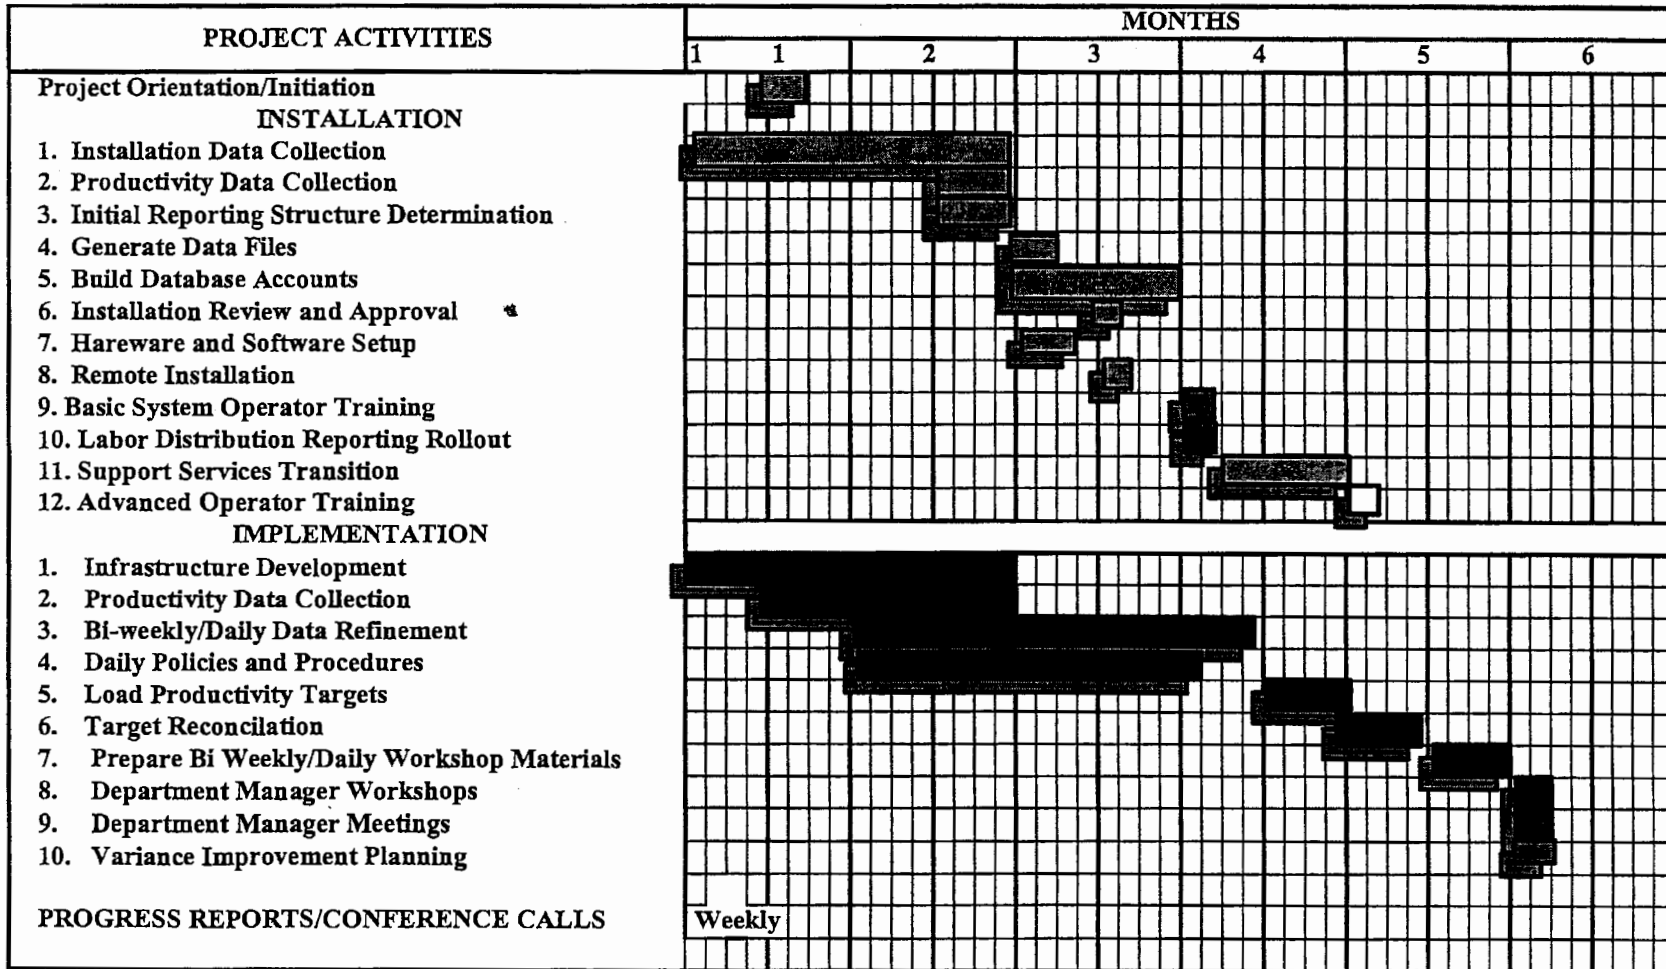 PROJECT ACTIVITIES
MONTHS
1 1 2 3 4 5 6
Project Orientation/Initiation
INSTALLATION
1. Installation Data Collection
2. Productivity Data Collection
3. Initial Reporting Structure Determination
4. Generate Data Files
5. Build Database Accounts
6. Installation Review and Approval
7. Hareware and Software Setup
8. Remote Installation
9. Basic System Operator Training
10. Labor Distribution Reporting Rollout
11. Support Services Transition
12. Advanced Operator Training
IMPLEMENTATION
1. Infrastructure Development
2. Productivity Data Collection
3. Bi-weekly/Daily Data Refinement
4. Daily Policies and Procedures
5. Load Productivity Targets
6. Target Reconcilation
7. Prepare Bi Weekly/Daily Workshop Materials
8. Department Manager Workshops
9. Department Manager Meetings
10. Variance Improvement Planning
PROGRESS REPORTS/CONFERENCE CALLS Weekly